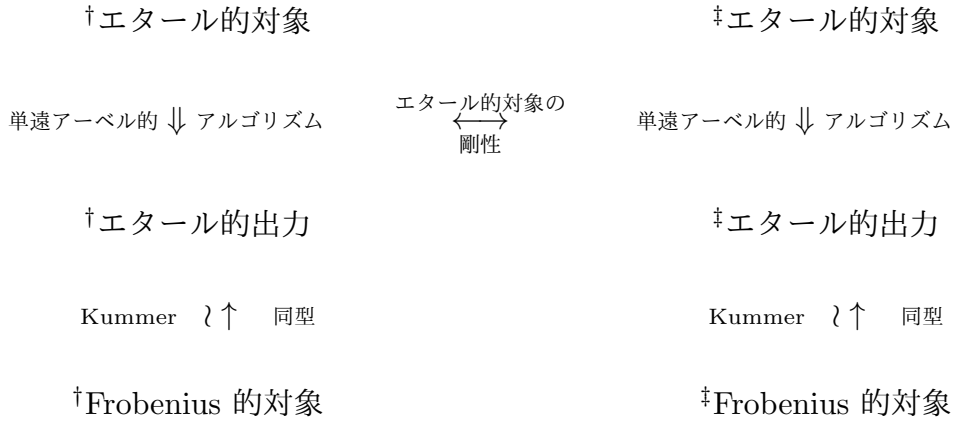 †エタール的対象 ‡エタール的対象
単遠アーベル的 ⇓ アルゴリズム エタール的対象の ⟷ 剛性 単遠アーベル的 ⇓ アルゴリズム
†エタール的出力 ‡エタール的出力
Kummer ≀↑ 同型 Kummer ≀↑ 同型
†Frobenius 的対象 ‡Frobenius 的対象